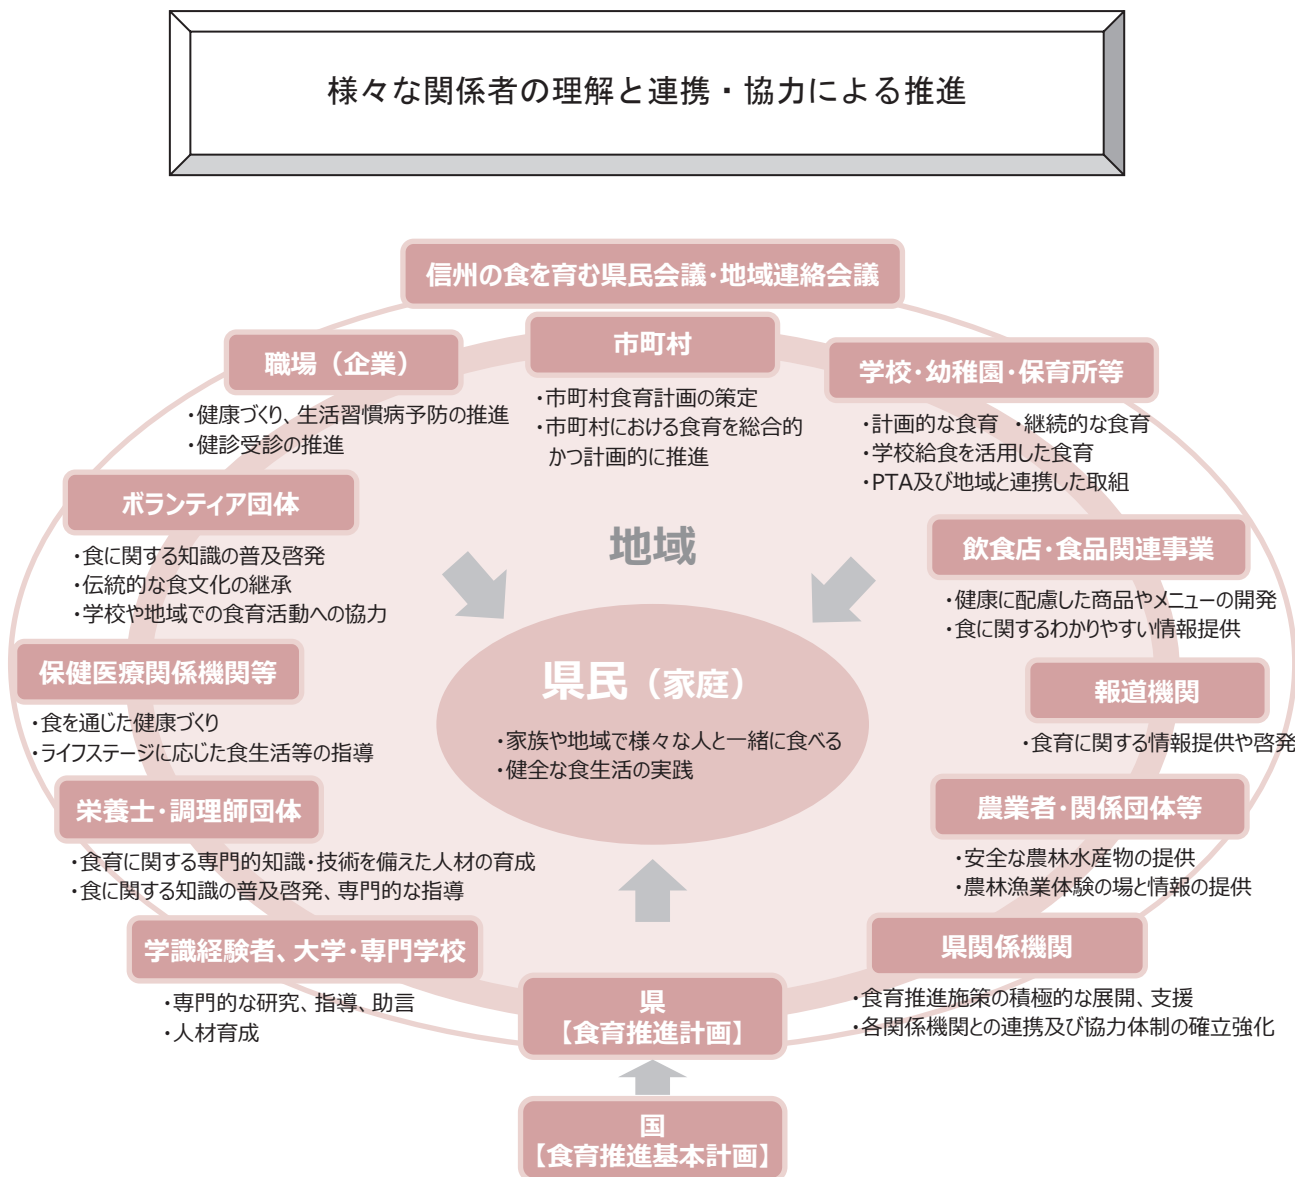 様々な関係者の理解と連携・協力による推進
信州の食を育む県民会議・地域連絡会議
市町村
・市町村食育計画の策定
・市町村における食育を総合的
かつ計画的に推進
職場（企業）
・健康づくり、生活習慣病予防の推進
・健診受診の推進
学校・幼稚園・保育所等
・計画的な食育　・継続的な食育
・学校給食を活用した食育
・PTA及び地域と連携した取組
ボランティア団体
・食に関する知識の普及啓発
・伝統的な食文化の継承
・学校や地域での食育活動への協力
地域
飲食店・食品関連事業
・健康に配慮した商品やメニューの開発
・食に関するわかりやすい情報提供
保健医療関係機関等
・食を通じた健康づくり
・ライフステージに応じた食生活等の指導
県民（家庭）
・家族や地域で様々な人と一緒に食べる
・健全な食生活の実践
報道機関
・食育に関する情報提供や啓発
栄養士・調理師団体
・食育に関する専門的知識・技術を備えた人材の育成
・食に関する知識の普及啓発、専門的な指導
農業者・関係団体等
・安全な農林水産物の提供
・農林漁業体験の場と情報の提供
学識経験者、大学・専門学校
・専門的な研究、指導、助言
・人材育成
県関係機関
・食育推進施策の積極的な展開、支援
・各関係機関との連携及び協力体制の確立強化
県
【食育推進計画】
国
【食育推進基本計画】